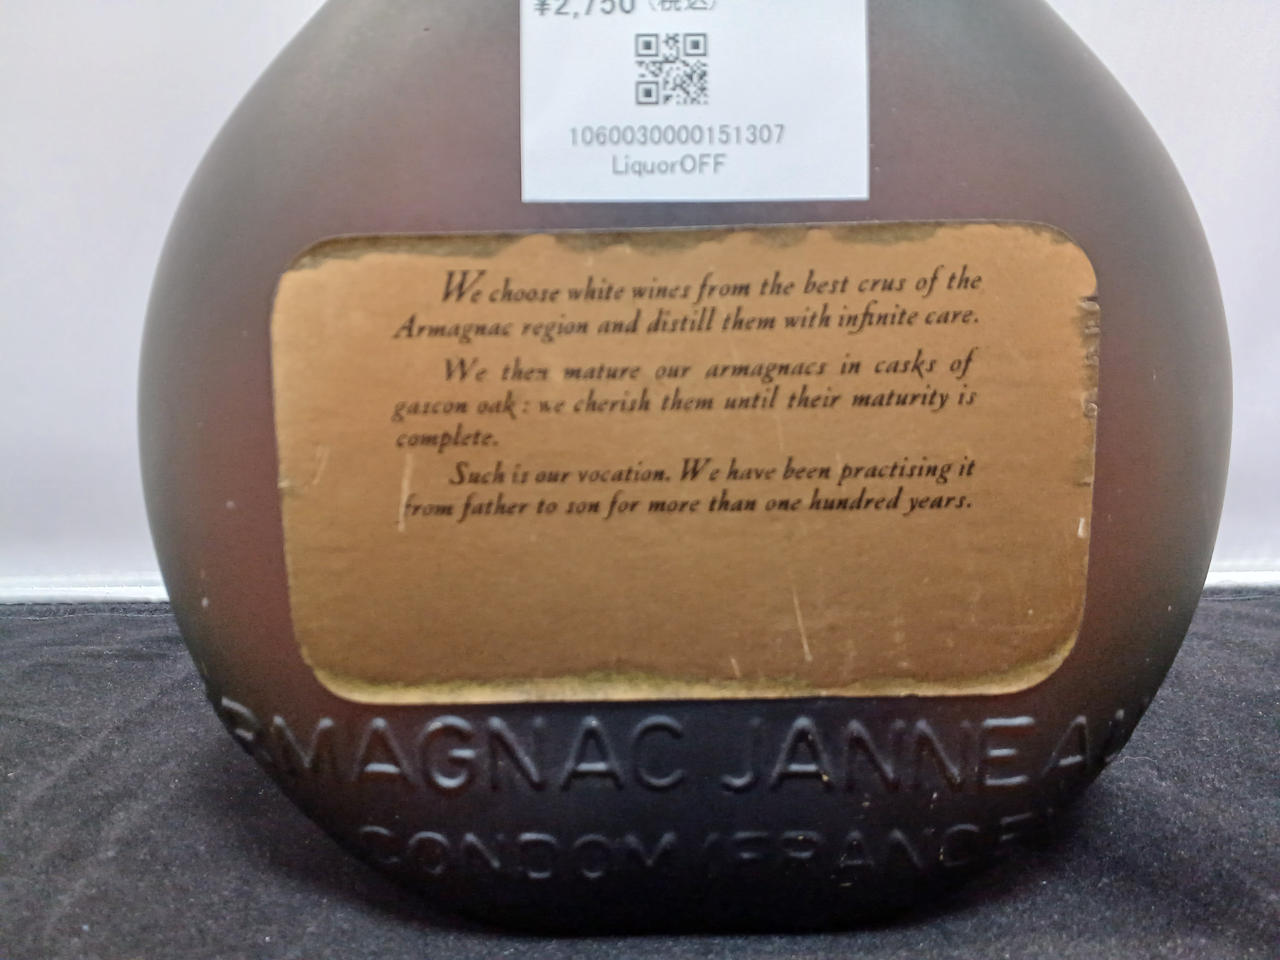 ¥2,750 (税込)
1060030000151307
LiquorOFF
We choose white wines from the best crus of the
Armagnac region and distill them with infinite care.
We then mature our armagnacs in casks of
gascon oak : we cherish them until their maturity is
complete.
Such is our vocation. We have been practising it
from father to son for more than one hundred years.
ARMAGNAC JANNEAU
CONDOM (FRANCE)